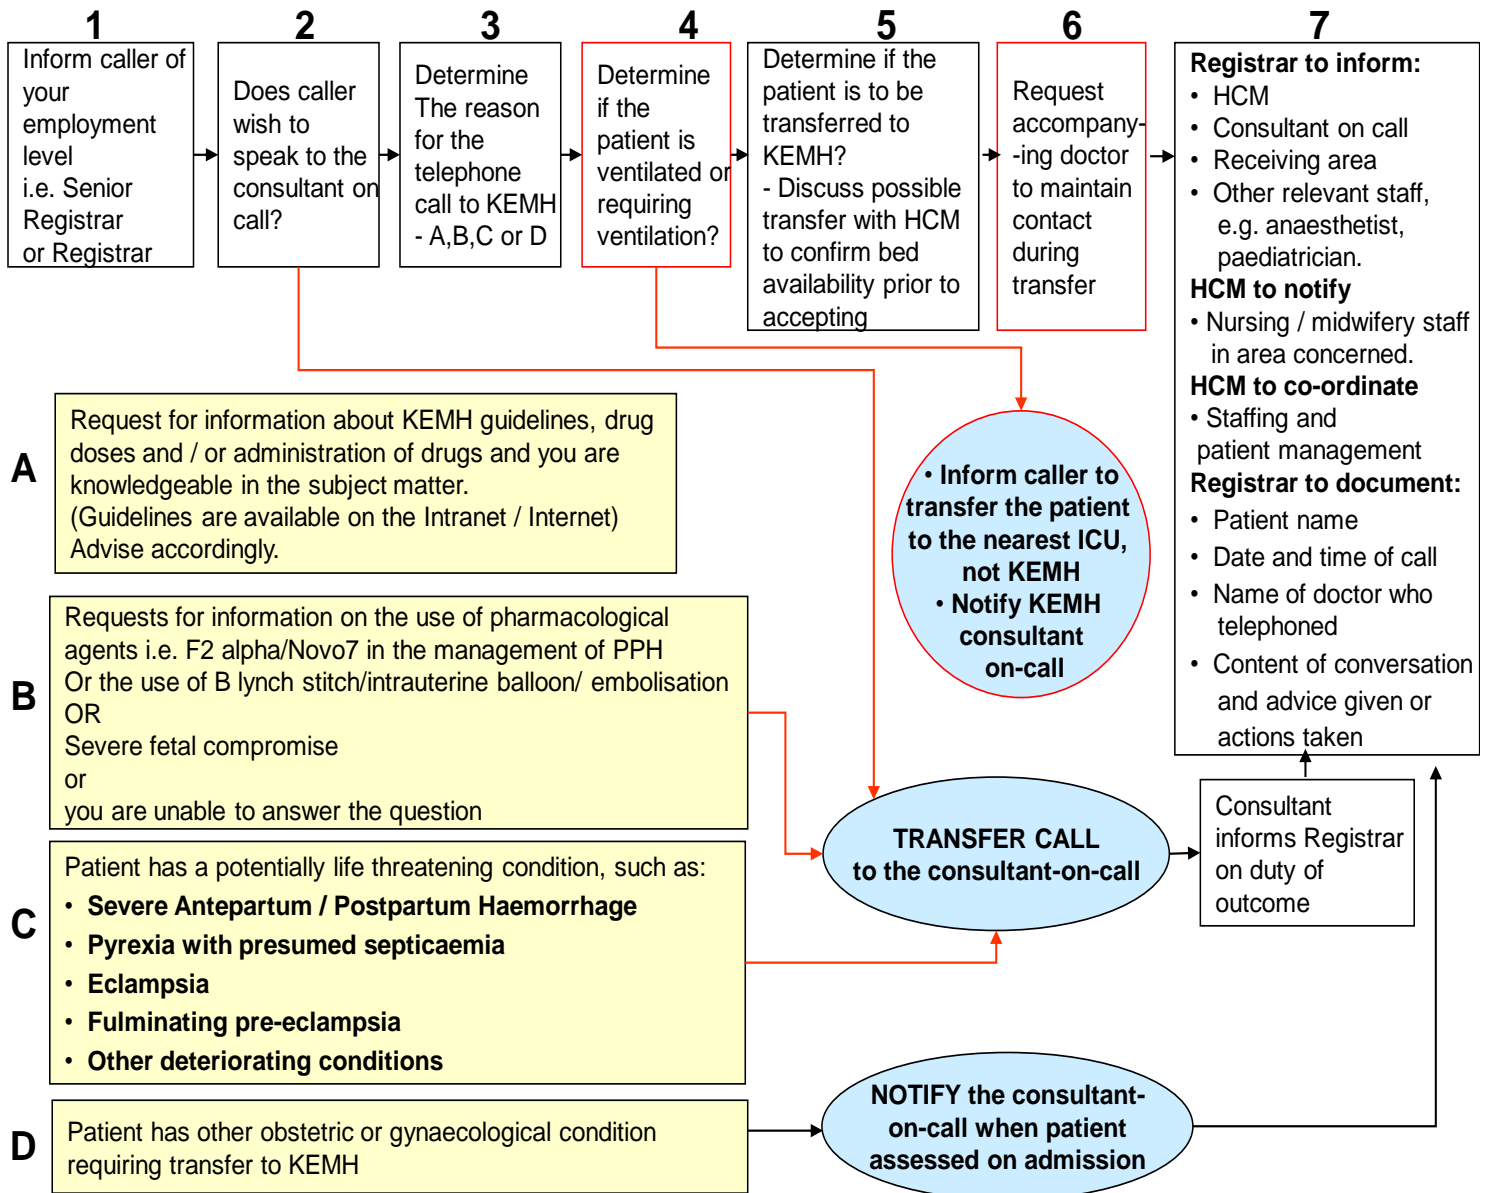 1
Inform caller of
your
employment
level
i.e. Senior
Registrar
or Registrar
2
Does caller
wish to
speak to the
consultant on
call?
3
Determine
The reason
for the
telephone
call to KEMH
- A,B,C or D
4
Determine
if the
patient is
ventilated or
requiring
ventilation?
5
Determine if the
patient is to be
transferred to
KEMH?
- Discuss possible
transfer with HCM
to confirm bed
availability prior to
accepting
6
Request
accompany-
-ing doctor
to maintain
contact
during
transfer
7
Registrar to inform:
• HCM
• Consultant on call
• Receiving area
• Other relevant staff,
e.g. anaesthetist,
paediatrician.
HCM to notify
• Nursing / midwifery staff
in area concerned.
HCM to co-ordinate
• Staffing and
patient management
Registrar to document:
• Patient name
• Date and time of call
• Name of doctor who
telephoned
• Content of conversation
and advice given or
actions taken
A
Request for information about KEMH guidelines, drug
doses and / or administration of drugs and you are
knowledgeable in the subject matter.
(Guidelines are available on the Intranet / Internet)
Advise accordingly.
• Inform caller to
transfer the patient
to the nearest ICU,
not KEMH
• Notify KEMH
consultant
on-call
B
Requests for information on the use of pharmacological
agents i.e. F2 alpha/Novo7 in the management of PPH
Or the use of B lynch stitch/intrauterine balloon/ embolisation
OR
Severe fetal compromise
or
you are unable to answer the question
TRANSFER CALL
to the consultant-on-call
Consultant
informs Registrar
on duty of
outcome
C
Patient has a potentially life threatening condition, such as:
• Severe Antepartum / Postpartum Haemorrhage
• Pyrexia with presumed septicaemia
• Eclampsia
• Fulminating pre-eclampsia
• Other deteriorating conditions
D
Patient has other obstetric or gynaecological condition
requiring transfer to KEMH
NOTIFY the consultant-
on-call when patient
assessed on admission